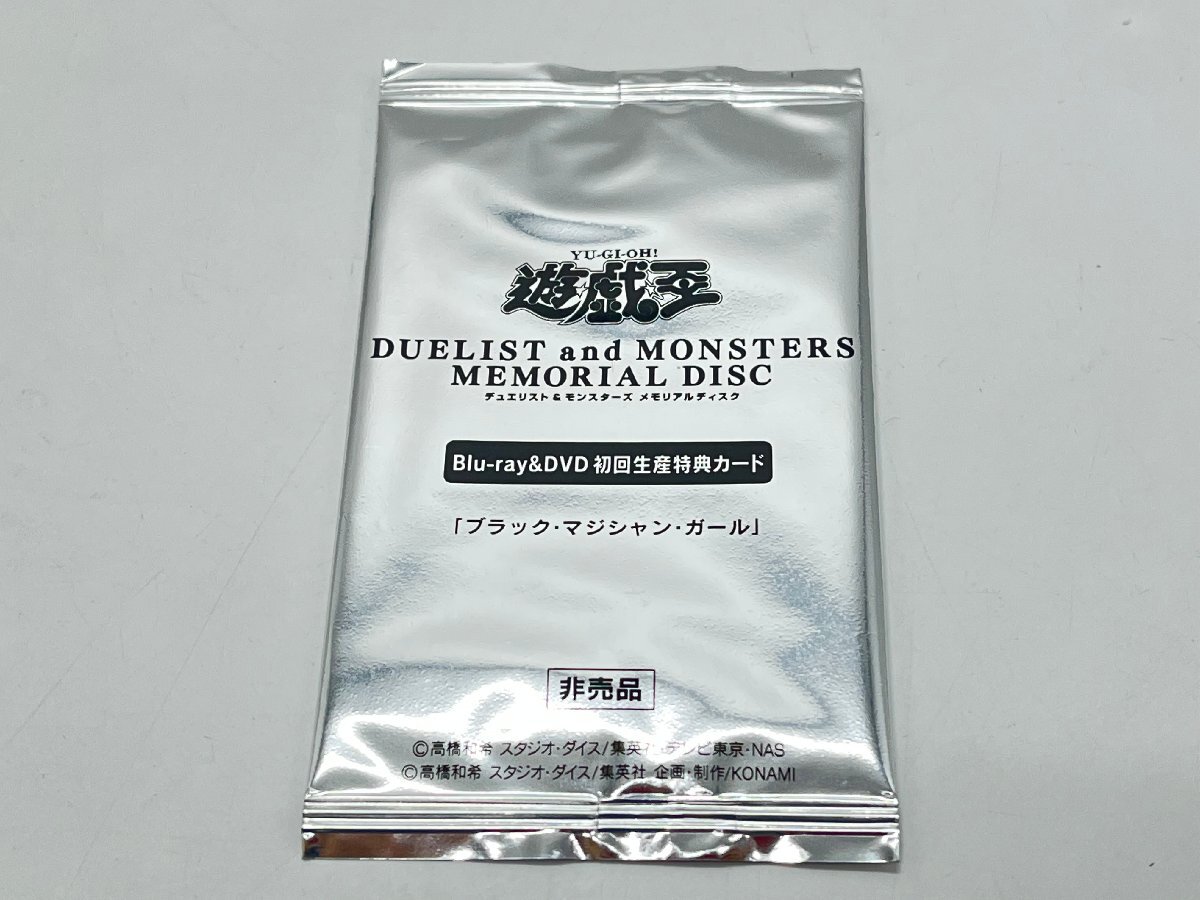 YU-GI-OH!
遊戯王
DUELIST and MONSTERS
MEMORIAL DISC
デュエリスト&モンスターズ メモリアルディスク
Blu-ray&DVD 初回生産特典カード
「ブラック・マジシャン・ガール」
非売品
©高橋和希 スタジオ・ダイス/集英社 テレビ東京・NAS
©高橋和希 スタジオ・ダイス/集英社 企画・制作/KONAMI